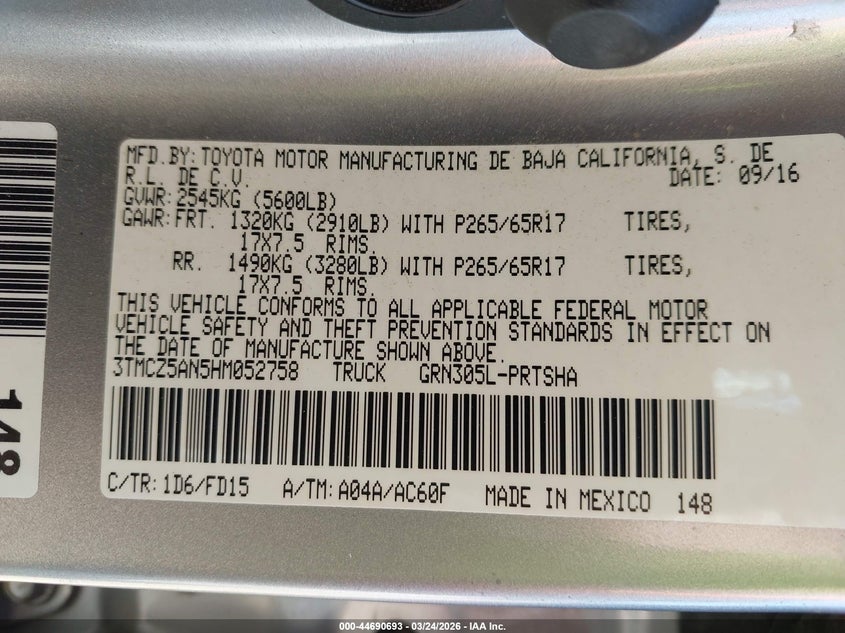 MFD.BY:TOYOTA MOTOR MANUFACTURING DE BAJA CALIFORNIA, S. DE
R.L. DE C.V. DATE: 09/16
GVWR:2545KG (5600LB)
GAWR:FRT. 1320KG (2910LB) WITH P265/65R17 TIRES,
17X7.5 RIMS.
RR. 1490KG (3280LB) WITH P265/65R17 TIRES,
17X7.5 RIMS.
THIS VEHICLE CONFORMS TO ALL APPLICABLE FEDERAL MOTOR
VEHICLE SAFETY AND THEFT PREVENTION STANDARDS IN EFFECT ON
THE DATE OF MANUFACTURE SHOWN ABOVE.
3TMCZ5AN5HM052758 TRUCK GRN305L-PRTSHA
C/TR:1D6/FD15 A/TM:A04A/AC60F MADE IN MEXICO 148
148
000-44690693 - 03/24/2026 - IAA Inc.